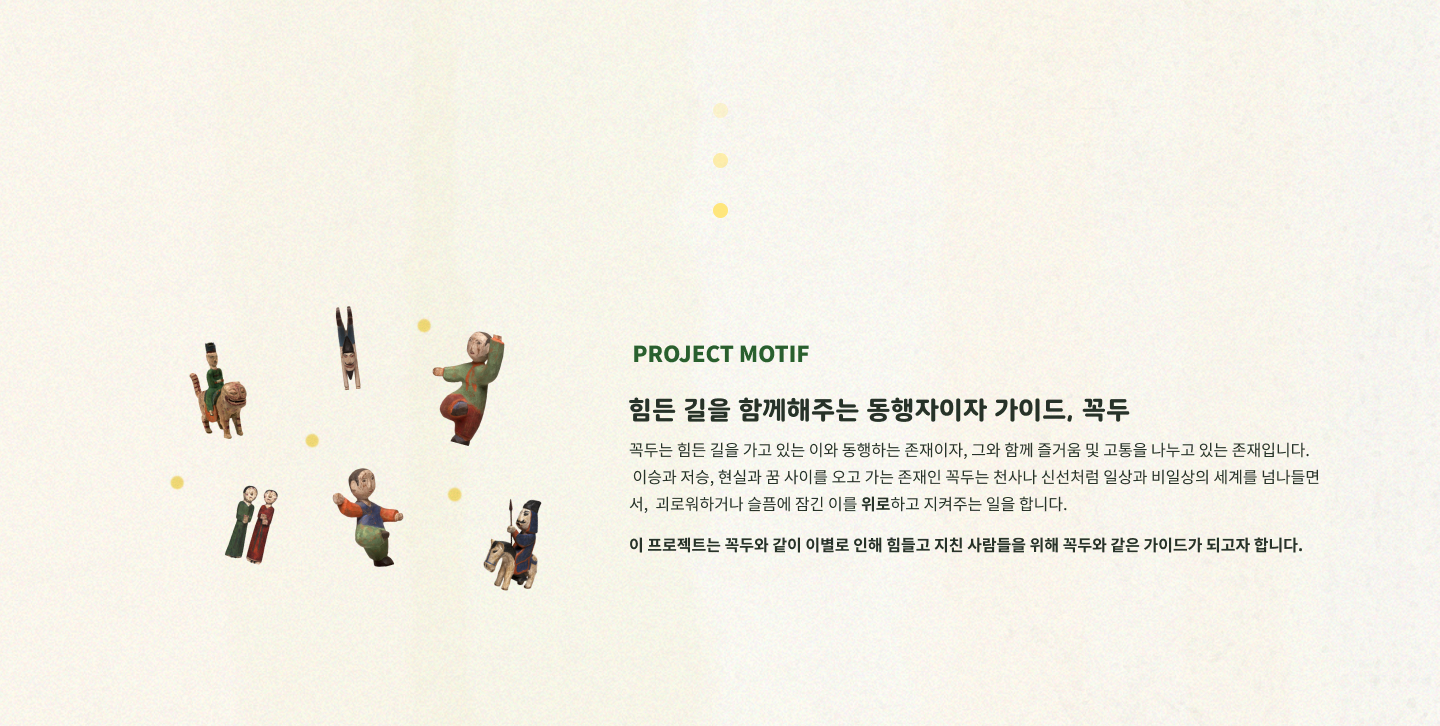 PROJECT MOTIF
힘든 길을 함께해주는 동행자이자 가이드, 꼭두
꼭두는 힘든 길을 가고 있는 이와 동행하는 존재이자, 그와 함께 즐거움 및 고통을 나누고 있는 존재입니다.
이승과 저승, 현실과 꿈 사이를 오고 가는 존재인 꼭두는 천사나 신선처럼 일상과 비일상의 세계를 넘나들면
서, 괴로워하거나 슬픔에 잠긴 이를 위로하고 지켜주는 일을 합니다.
이 프로젝트는 꼭두와 같이 이별로 인해 힘들고 지친 사람들을 위해 꼭두와 같은 가이드가 되고자 합니다.